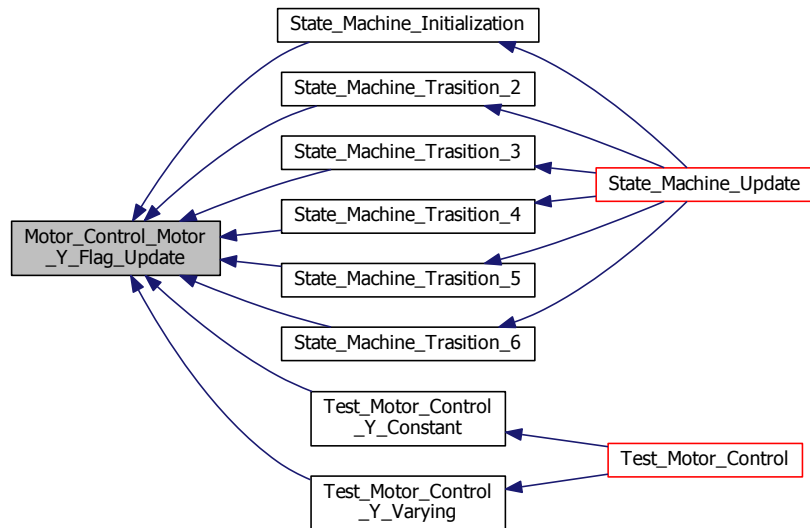 State_Machine_Initialization
State_Machine_Trasition_2
State_Machine_Trasition_3
State_Machine_Update
State_Machine_Trasition_4
Motor_Control_Motor
_Y_Flag_Update
State_Machine_Trasition_5
State_Machine_Trasition_6
Test_Motor_Control
_Y_Constant
Test_Motor_Control
Test_Motor_Control
_Y_Varying